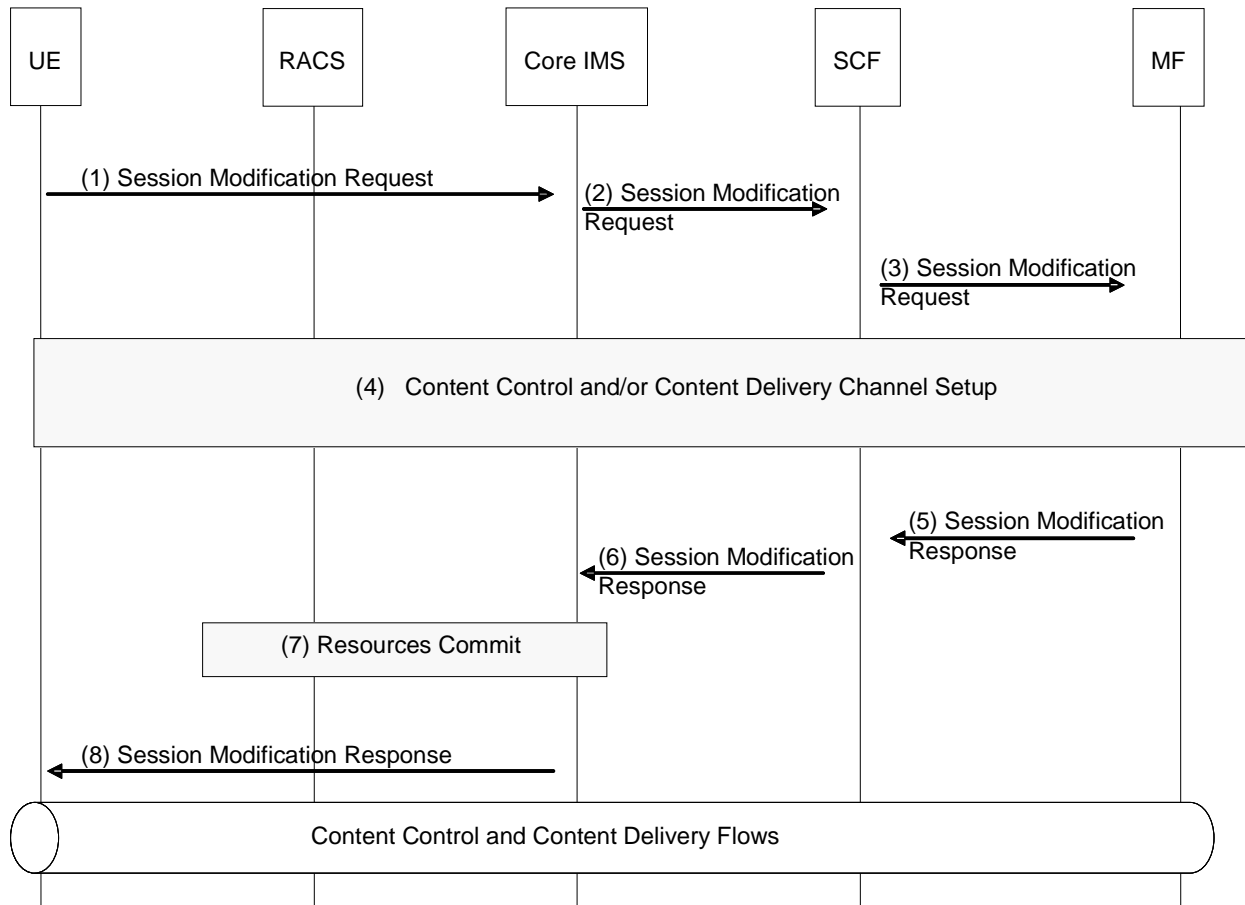 UE
RACS
Core IMS
SCF
MF
(1) Session Modification Request
(2) Session Modification
Request
(3) Session Modification
Request
(4) Content Control and/or Content Delivery Channel Setup
(5) Session Modification
Response
(6) Session Modification
Response
(7) Resources Commit
(8) Session Modification Response
Content Control and Content Delivery Flows